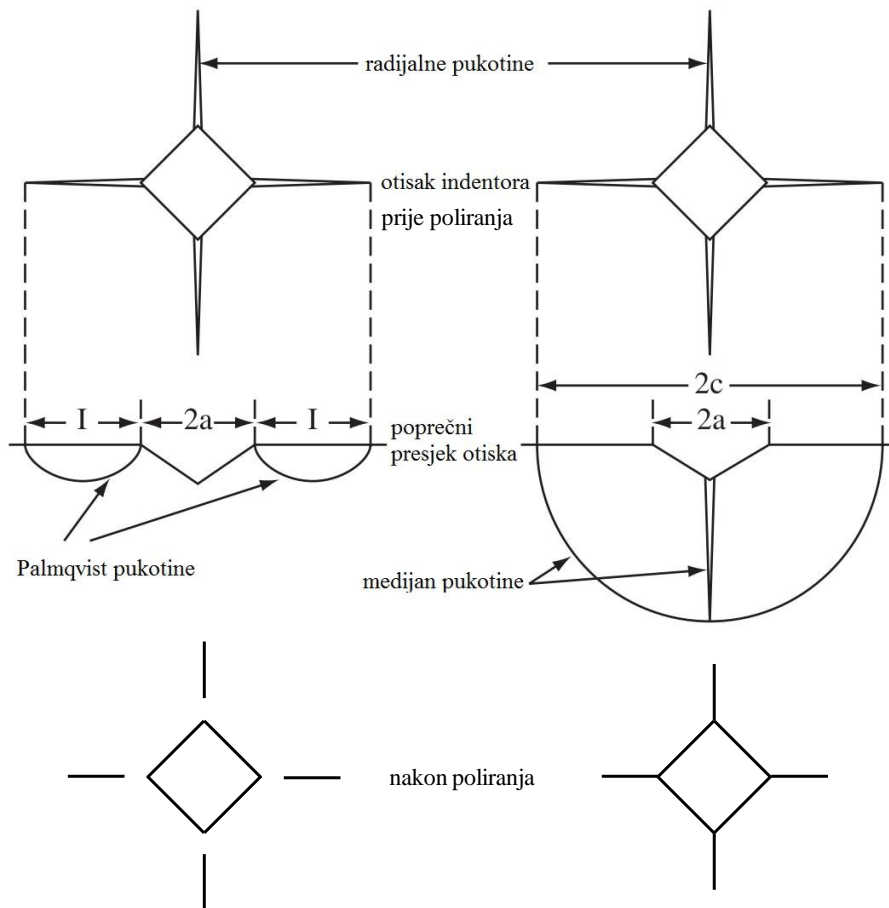 radijalne pukotine
otisak indentora
prije poliranja
2c
I
2a
I
2a
poprečni
presjek otiska
Palmqvist pukotine
medijan pukotine
nakon poliranja